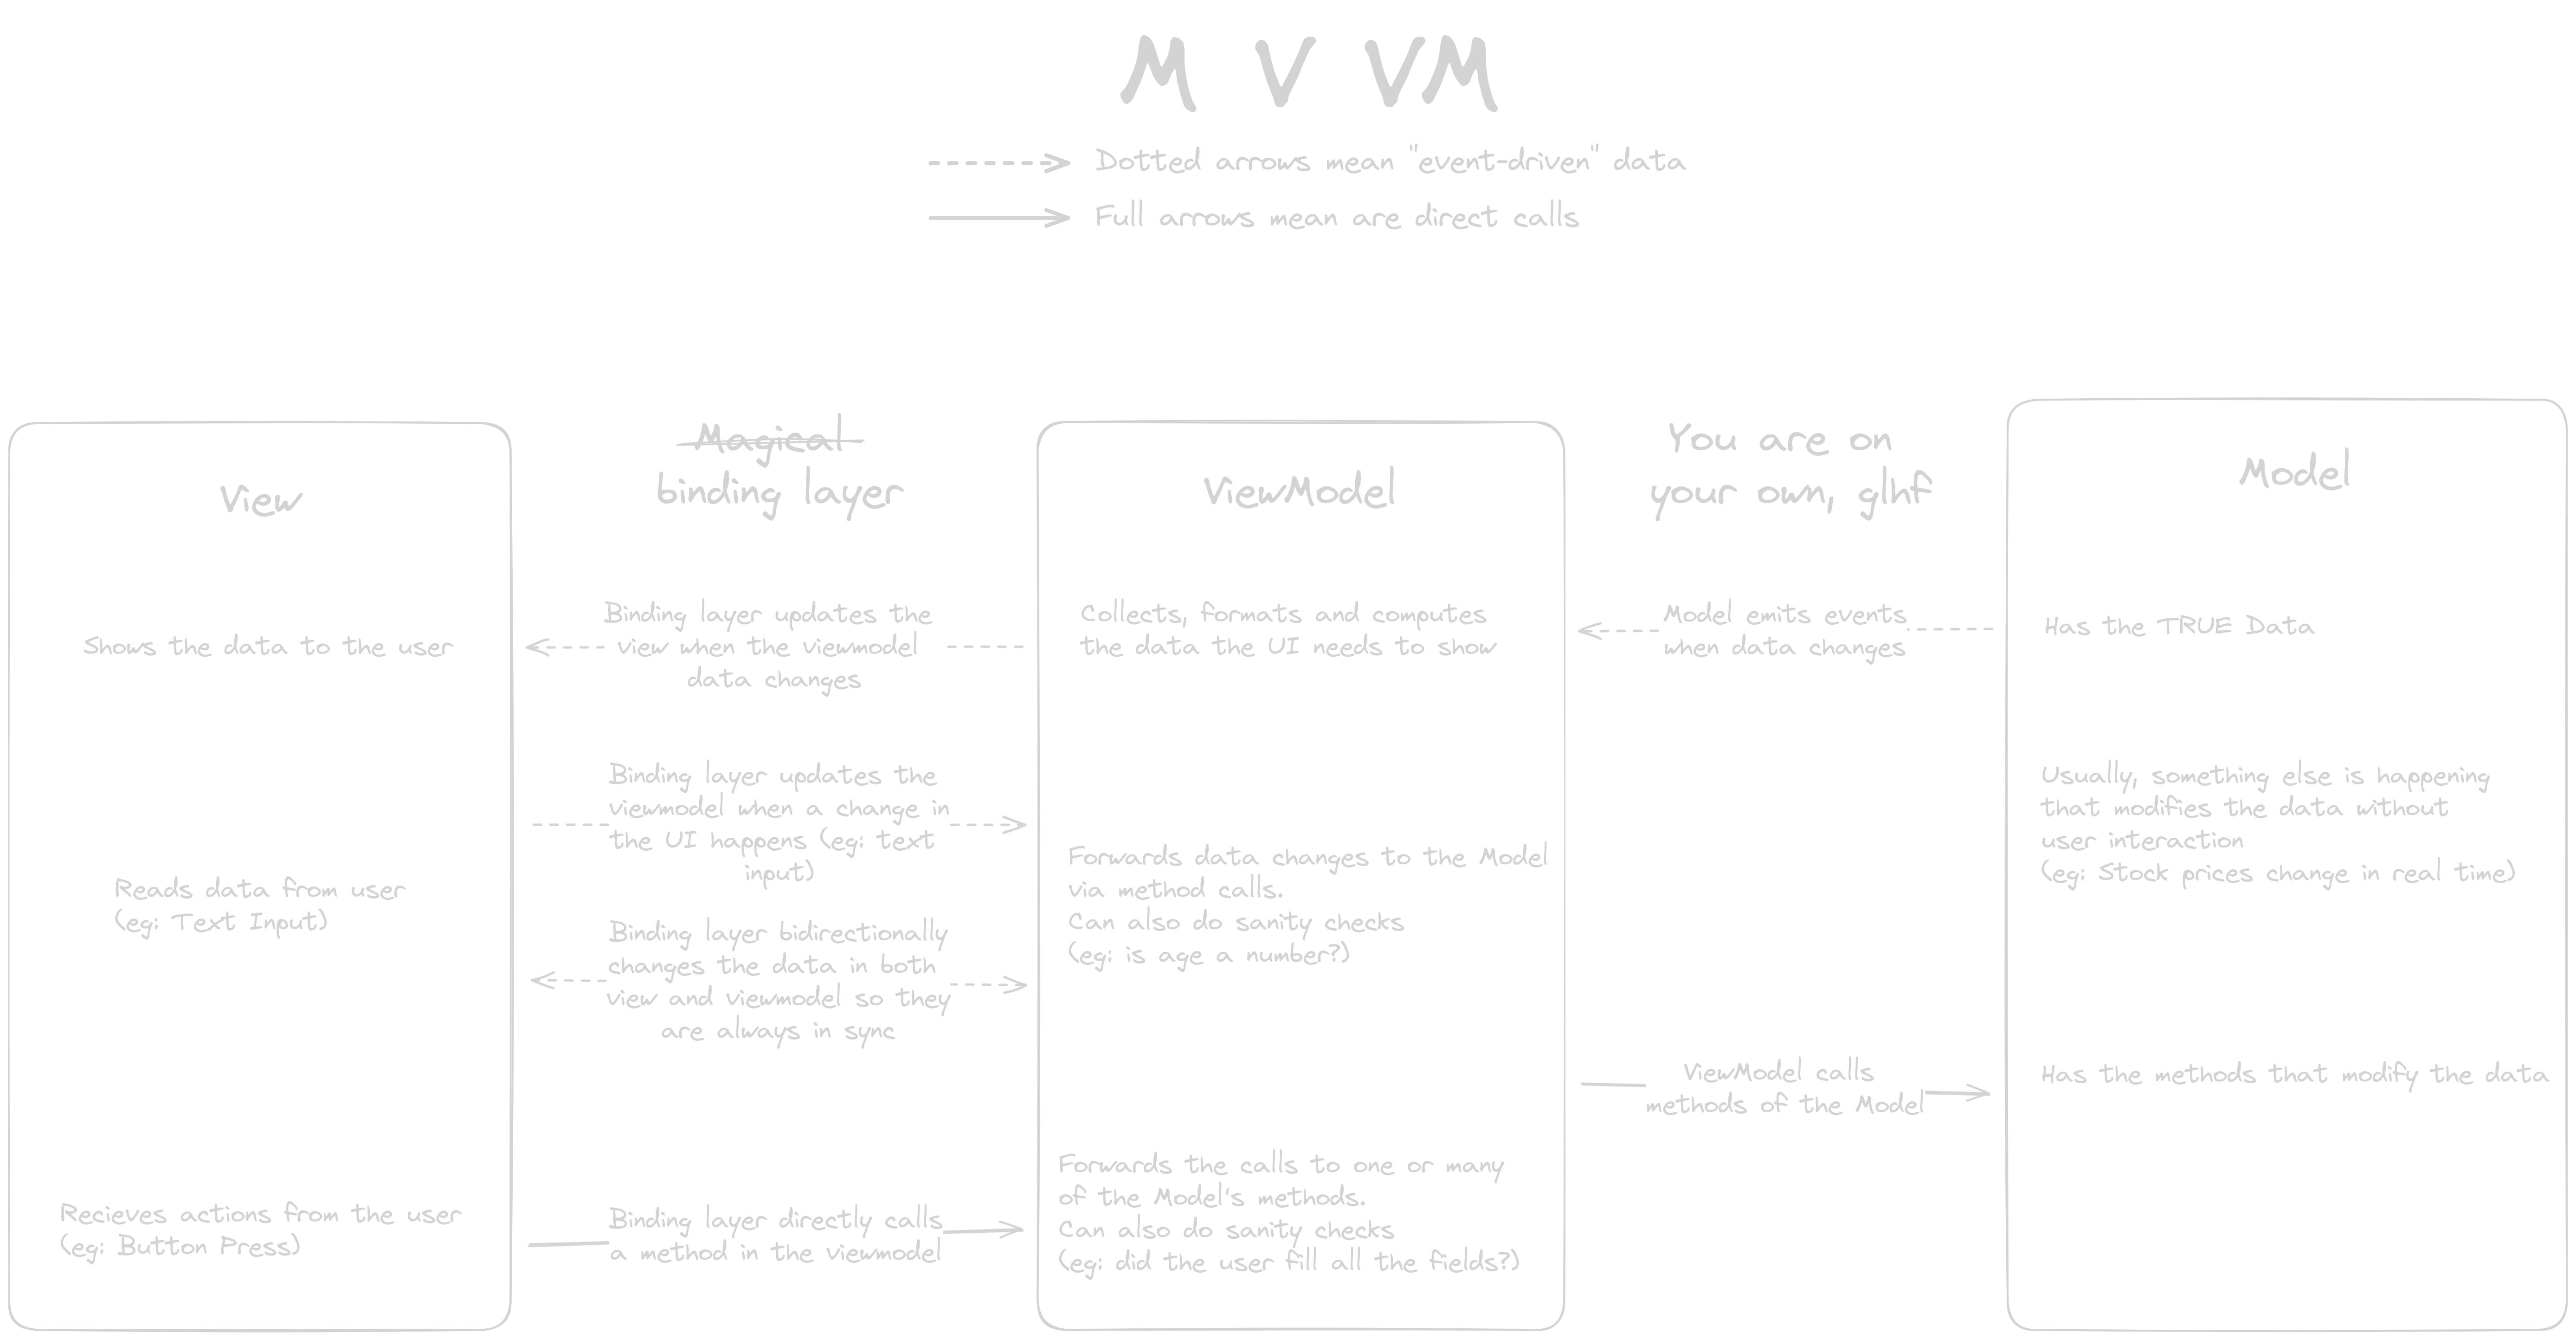 M V VM
Dotted arrows mean "event-driven" data
Full arrows mean are direct calls
View
Shows the data to the user
Reads data from user
(eg: Text Input)
Recieves actions from the user
(eg: Button Press)
Magical
binding layer
Binding layer updates the
view when the viewmodel
data changes
Binding layer updates the
viewmodel when a change in
the UI happens (eg: text
input)
Binding layer bidirectionally
changes the data in both
view and viewmodel so they
are always in sync
Binding layer directly calls
a method in the viewmodel
ViewModel
Collects, formats and computes
the data the UI needs to show
Forwards data changes to the Model
via method calls.
Can also do sanity checks
(eg: is age a number?)
Forwards the calls to one or many
of the Model's methods.
Can also do sanity checks
(eg: did the user fill all the fields?)
You are on
your own, glhf
Model emits events
when data changes
ViewModel calls
methods of the Model
Model
Has the TRUE Data
Usually, something else is happening
that modifies the data without
user interaction
(eg: Stock prices change in real time)
Has the methods that modify the data